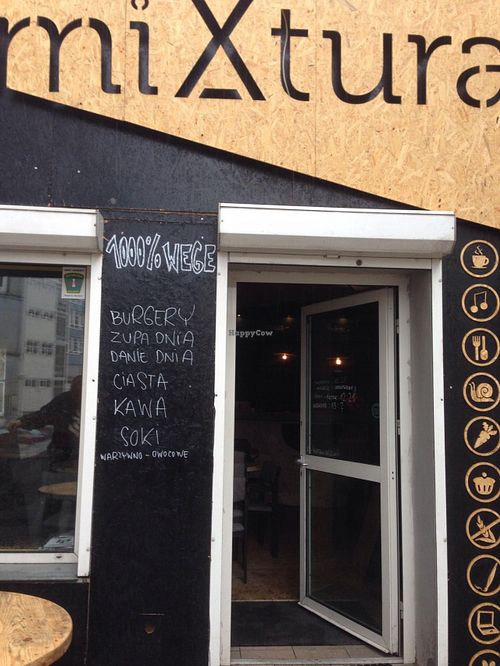 miXtura
1000% WEGE
BURGERY
ZUPA DNIA
DANIE DNIA
CIASTA
KAWA
SOKI
WARZYWNO-OWOCOWE
HappyCow